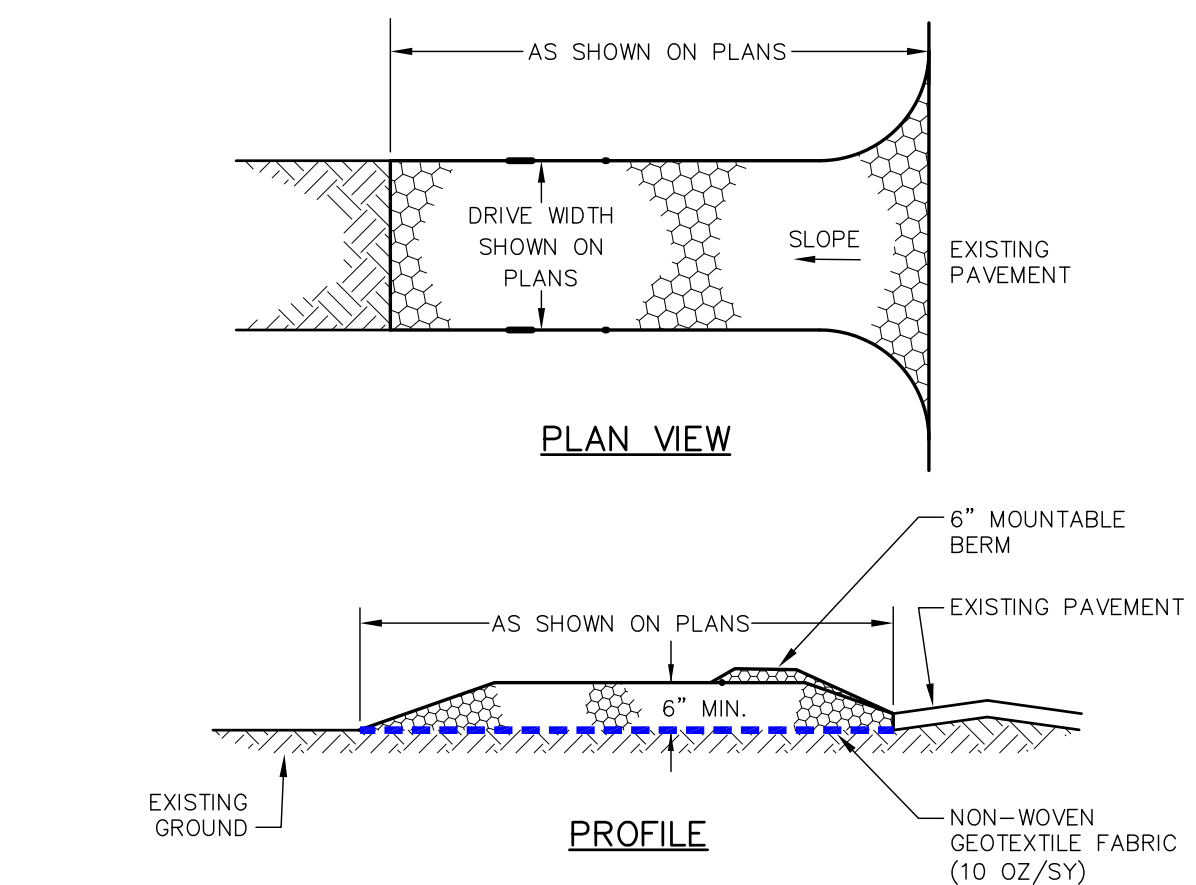 AS SHOWN ON PLANS
DRIVE WIDTH
SHOWN ON
PLANS
SLOPE
EXISTING
PAVEMENT
PLAN VIEW
6” MOUNTABLE
BERM
EXISTING PAVEMENT
AS SHOWN ON PLANS
6” MIN.
EXISTING
GROUND
PROFILE
NON-WOVEN
GEOTEXTILE FABRIC
(10 OZ/SY)